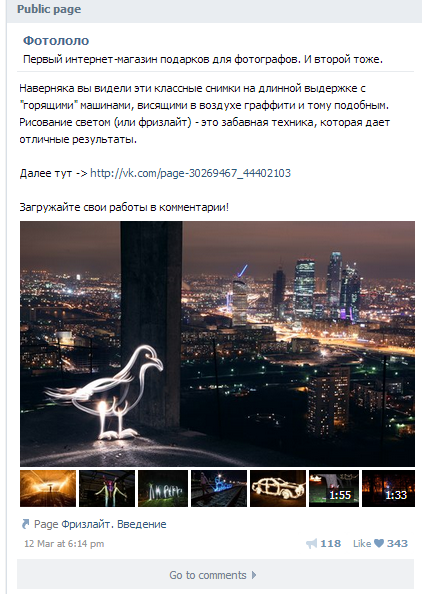 Public page
Фотололо
Первый интернет-магазин подарков для фотографов. И второй тоже.
Наверняка вы видели эти классные снимки на длинной выдержке с
"горящими" машинами, висящими в воздухе граффити и тому подобным.
Рисование светом (или фризлайт) - это забавная техника, которая дает
отличные результаты.
Далее тут -> http://vk.com/page-30269467_44402103
Загружайте свои работы в комментарии!
1:55
1:33
Page Фризлайт. Введение
12 Mar at 6:14 pm
118
Like 343
Go to comments